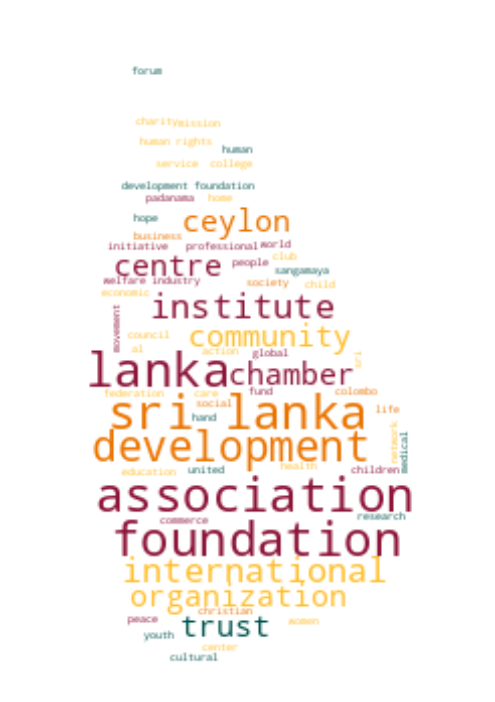 forum
charity mission
human rights
human
service college
development foundation
padanama home
hope ceylon
business
initiative professional world
centre people club
sangamaya
welfare industry society child
economic
institute
movement
council community
al action global
sri
lanka chamber
federation care fund colombo
social
sri lanka life
hand
development
network
medical
education united health children
association
research
commerce
foundation
international
organization
christian
peace trust women
youth
center
cultural